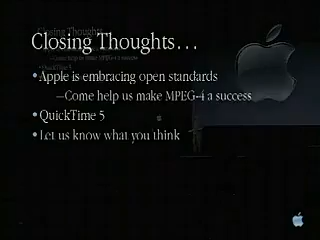 Closing Thoughts…
•Apple is embracing open standards
–Come help us make MPEG-4 a success
•QuickTime 5
•Let us know what you think